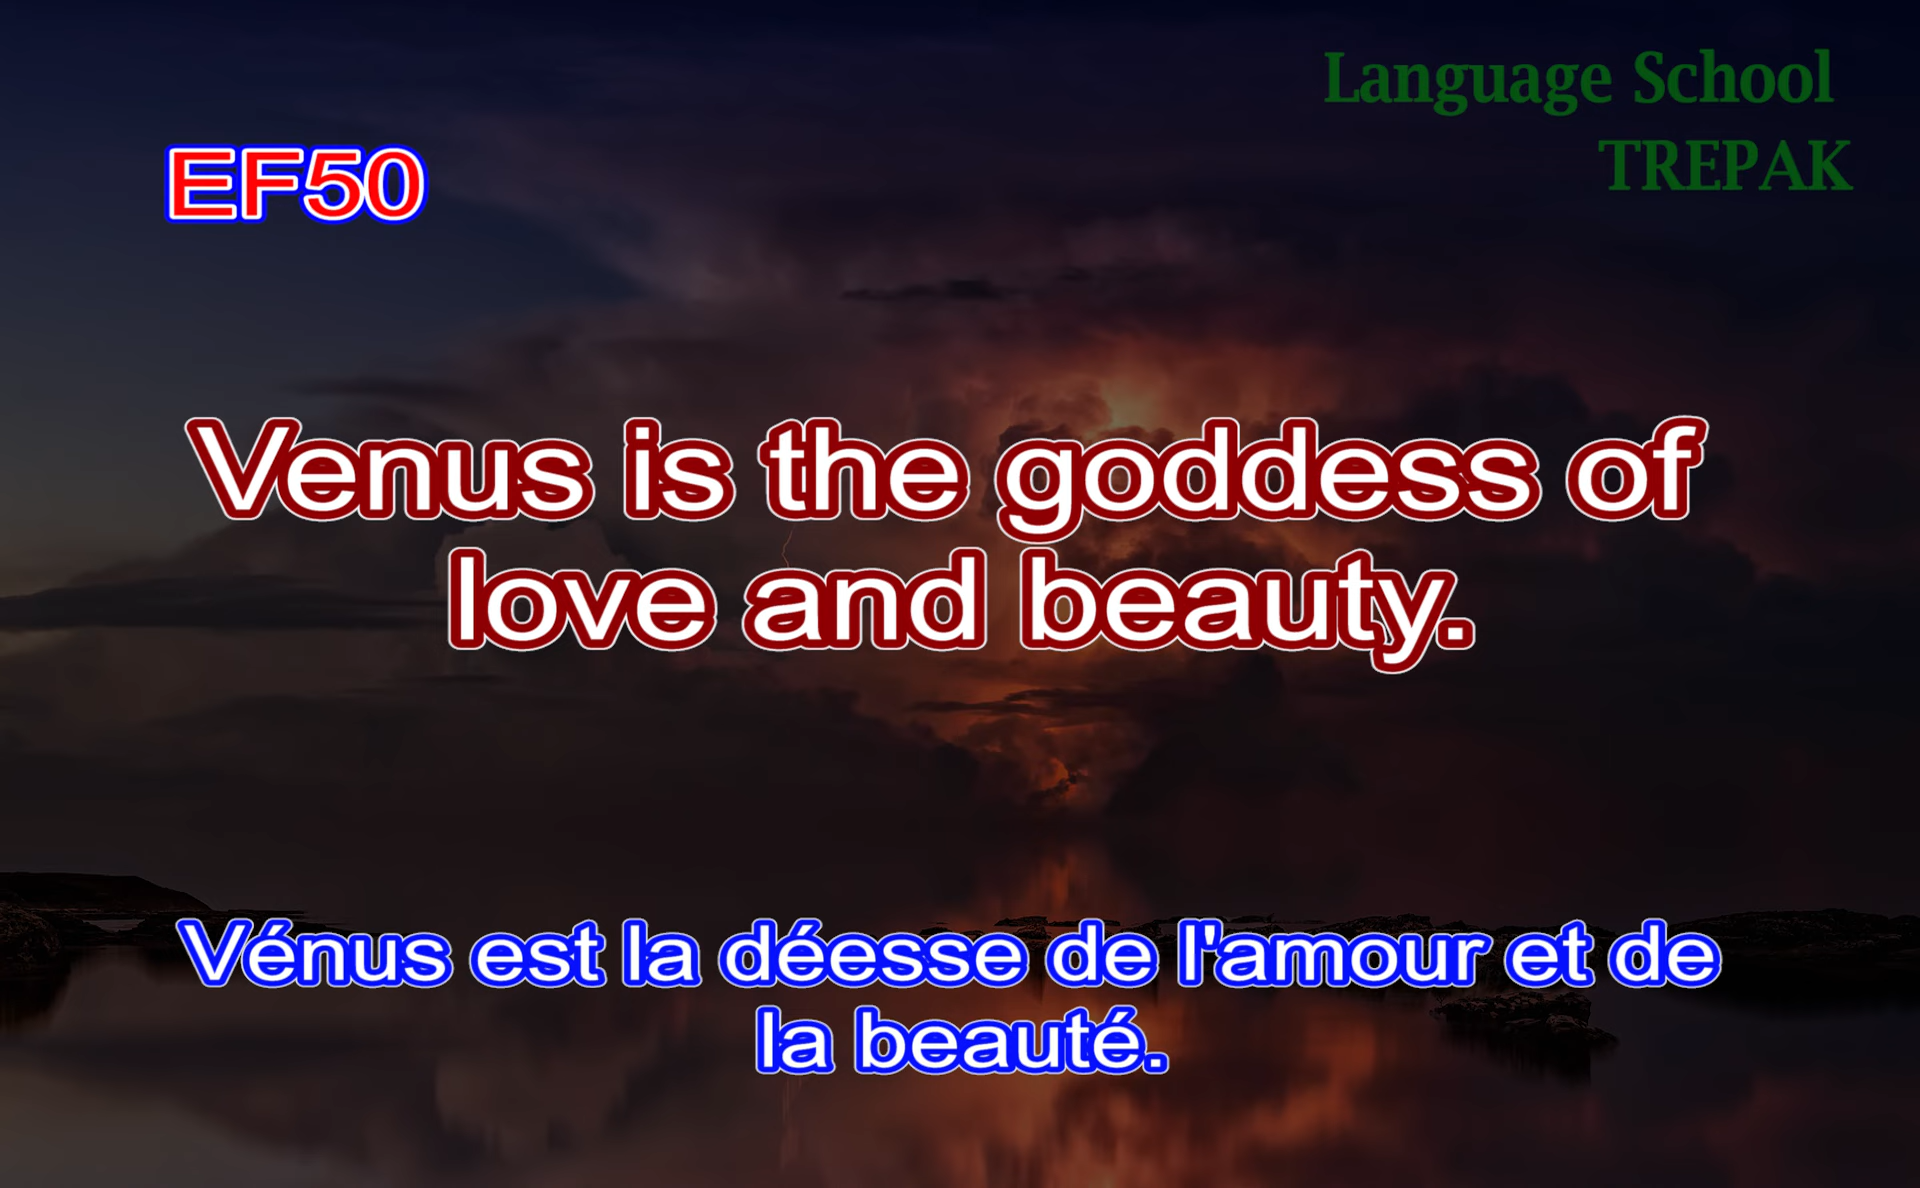 Language School
TREPAK
EF50
Venus is the goddess of
love and beauty.
Vénus est la déesse de l'amour et de
la beauté.